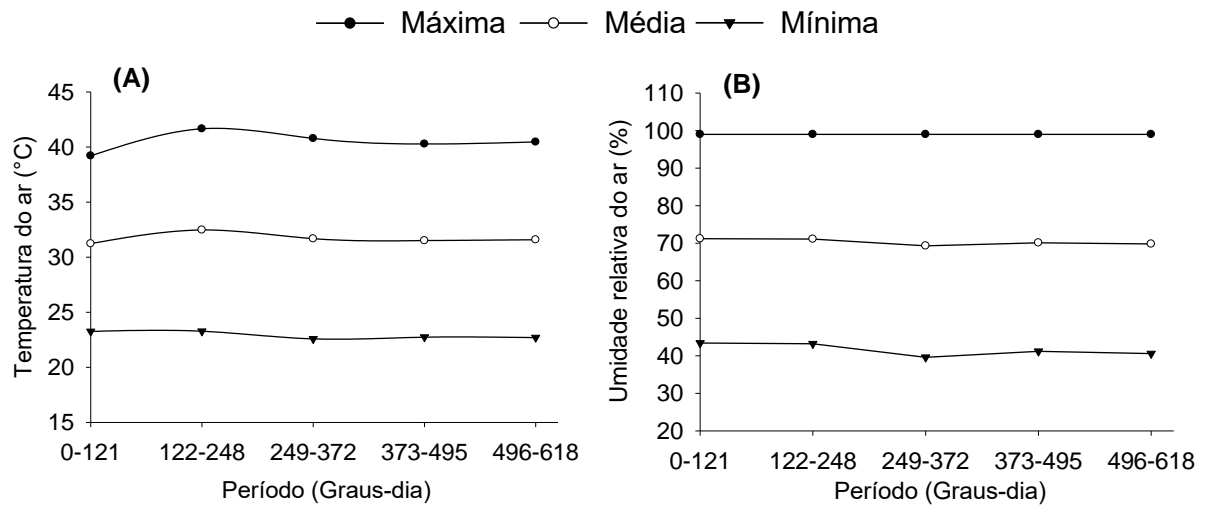 Máxima Média Mínima
(A)
Temperatura do ar (°C)
45
40
35
30
25
20
15
0-121 122-248 249-372 373-495 496-618
Período (Graus-dia)
(B)
Umidade relativa do ar (%)
110
100
90
80
70
60
50
40
30
20
0-121 122-248 249-372 373-495 496-618
Período (Graus-dia)